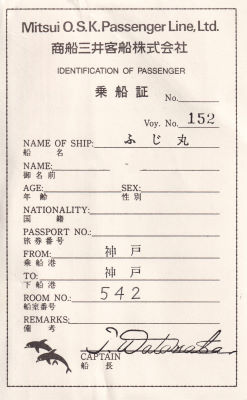 Mitsui O.S.K. Passenger Line, Ltd.
商船三井客船株式会社
IDENTIFICATION OF PASSENGER
乗船証
No.
Voy. No. 152
NAME OF SHIP: ふじ丸
船名
NAME:
御名前
AGE: SEX:
年齢 性別
NATIONALITY:
国籍
PASSPORT NO.:
旅券番号
FROM: 神戸
乗船港
TO: 神戸
下船港
ROOM NO.: 542
船室番号
REMARKS:
備考
CAPTAIN
船長